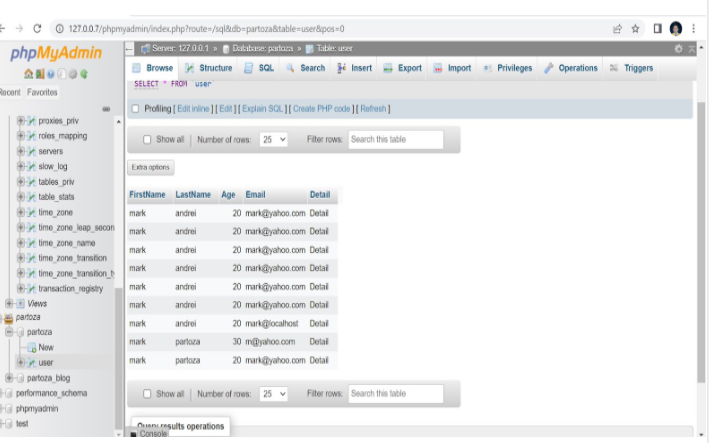 127.0.0.7/phpmyadmin/index.php?route=/sql&db=partoza&table=user&pos=0
phpMyAdmin
Recent Favorites
proxies_priv
roles_mapping
servers
slow_log
tables_priv
table_stats
time_zone
time_zone_leap_secon
time_zone_name
time_zone_transition
time_zone_transition_t
transaction_registry
Views
partoza
partoza
New
user
partoza_blog
performance_schema
phpmyadmin
test
Server: 127.0.0.1 » Database: partoza » Table: user
Browse Structure SQL Search Insert Export Import Privileges Operations Triggers
SELECT * FROM `user`
Profiling [ Edit inline ] [ Edit ] [ Explain SQL ] [ Create PHP code ] [ Refresh ]
Show all | Number of rows: 25 Filter rows: Search this table
Extra options
FirstName LastName Age Email Detail
mark andrei 20 mark@yahoo.com Detail
mark andrei 20 mark@yahoo.com Detail
mark andrei 20 mark@yahoo.com Detail
mark andrei 20 mark@yahoo.com Detail
mark andrei 20 mark@yahoo.com Detail
mark andrei 20 mark@yahoo.com Detail
mark andrei 20 mark@localhost Detail
mark partoza 30 m@yahoo.com Detail
mark partoza 20 mark@yahoo.com Detail
Show all | Number of rows: 25 Filter rows: Search this table
Query results operations
Console